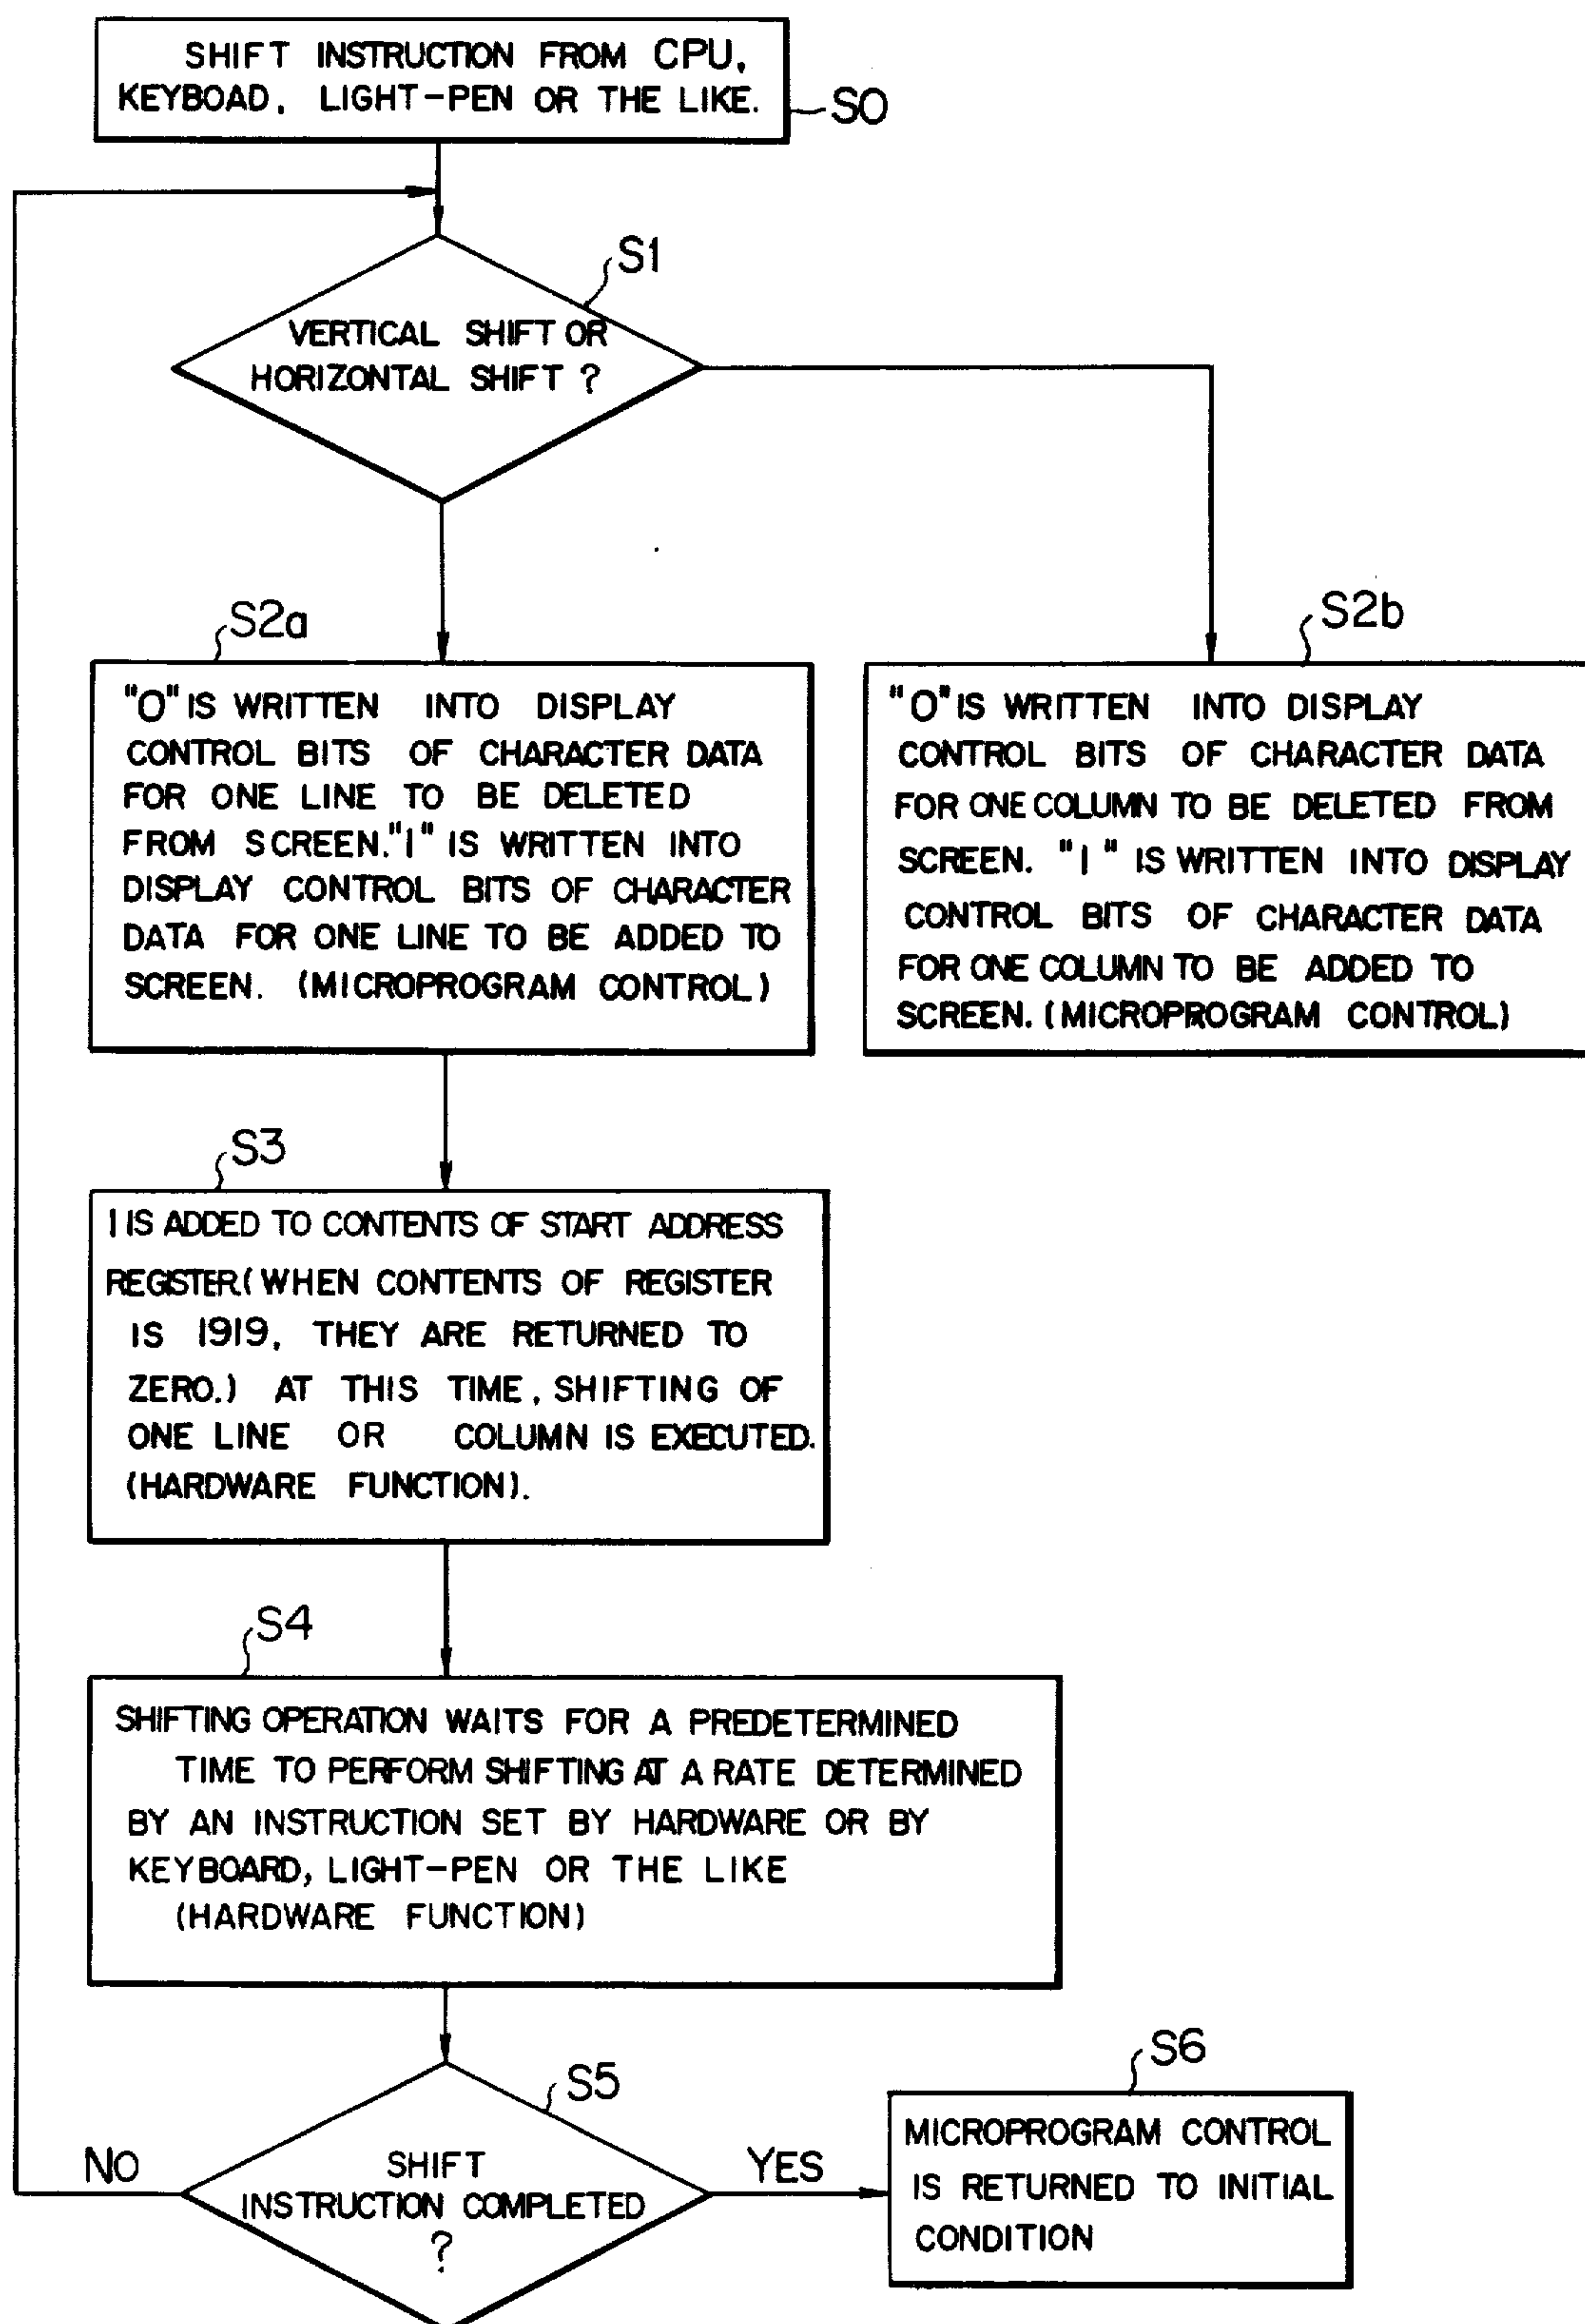 SHIFT INSTRUCTION FROM CPU,
KEYBOAD, LIGHT-PEN OR THE LIKE.
S0
S1
VERTICAL SHIFT OR
HORIZONTAL SHIFT ?
S2a
"0" IS WRITTEN INTO DISPLAY
CONTROL BITS OF CHARACTER DATA
FOR ONE LINE TO BE DELETED
FROM SCREEN. "1" IS WRITTEN INTO
DISPLAY CONTROL BITS OF CHARACTER
DATA FOR ONE LINE TO BE ADDED TO
SCREEN. (MICROPROGRAM CONTROL)
S2b
"0" IS WRITTEN INTO DISPLAY
CONTROL BITS OF CHARACTER DATA
FOR ONE COLUMN TO BE DELETED FROM
SCREEN. "1" IS WRITTEN INTO DISPLAY
CONTROL BITS OF CHARACTER DATA
FOR ONE COLUMN TO BE ADDED TO
SCREEN. (MICROPROGRAM CONTROL)
S3
1 IS ADDED TO CONTENTS OF START ADDRESS
REGISTER.(WHEN CONTENTS OF REGISTER
IS 1919, THEY ARE RETURNED TO
ZERO.) AT THIS TIME, SHIFTING OF
ONE LINE OR COLUMN IS EXECUTED.
(HARDWARE FUNCTION).
S4
SHIFTING OPERATION WAITS FOR A PREDETERMINED
TIME TO PERFORM SHIFTING AT A RATE DETERMINED
BY AN INSTRUCTION SET BY HARDWARE OR BY
KEYBOARD, LIGHT-PEN OR THE LIKE
(HARDWARE FUNCTION)
S5
NO
SHIFT
INSTRUCTION COMPLETED
?
YES
S6
MICROPROGRAM CONTROL
IS RETURNED TO INITIAL
CONDITION